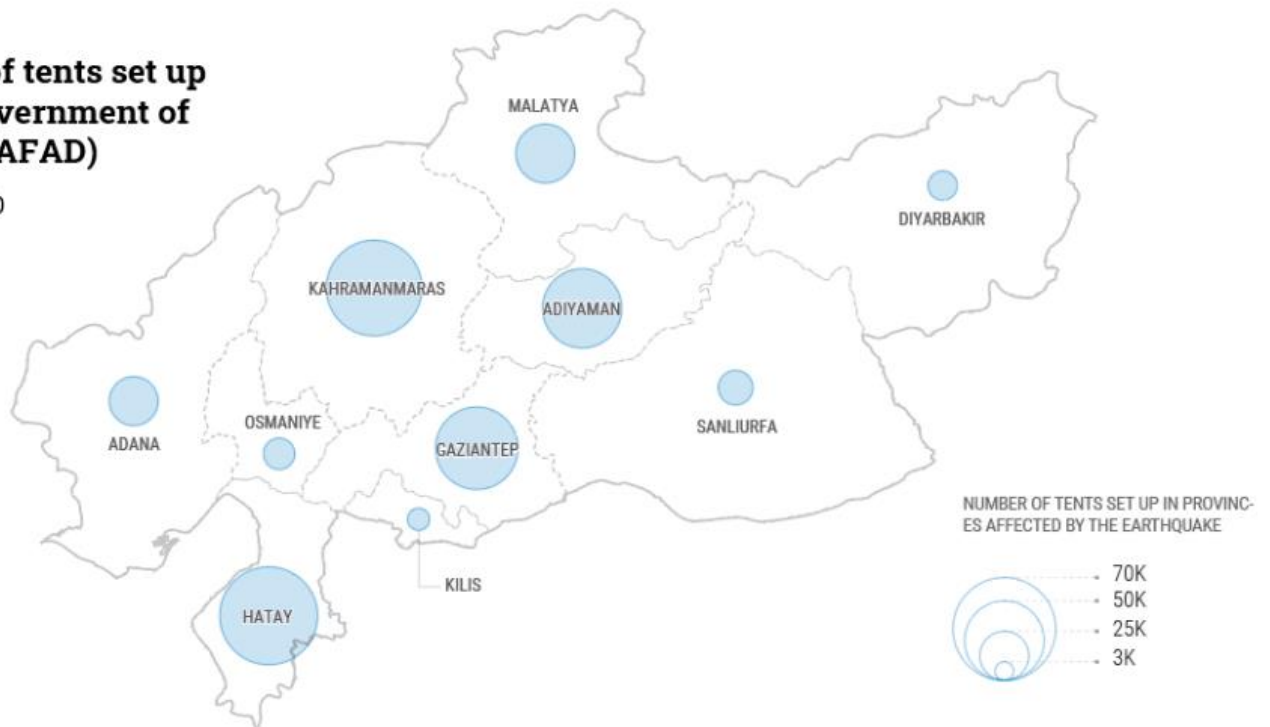 of tents set up
vernment of
AFAD)
MALATYA
DIYARBAKIR
KAHRAMANMARAS
ADIYAMAN
ADANA
OSMANIYE
GAZIANTEP
SANLIURFA
KILIS
HATAY
NUMBER OF TENTS SET UP IN PROVINC-
ES AFFECTED BY THE EARTHQUAKE
70K
50K
25K
3K